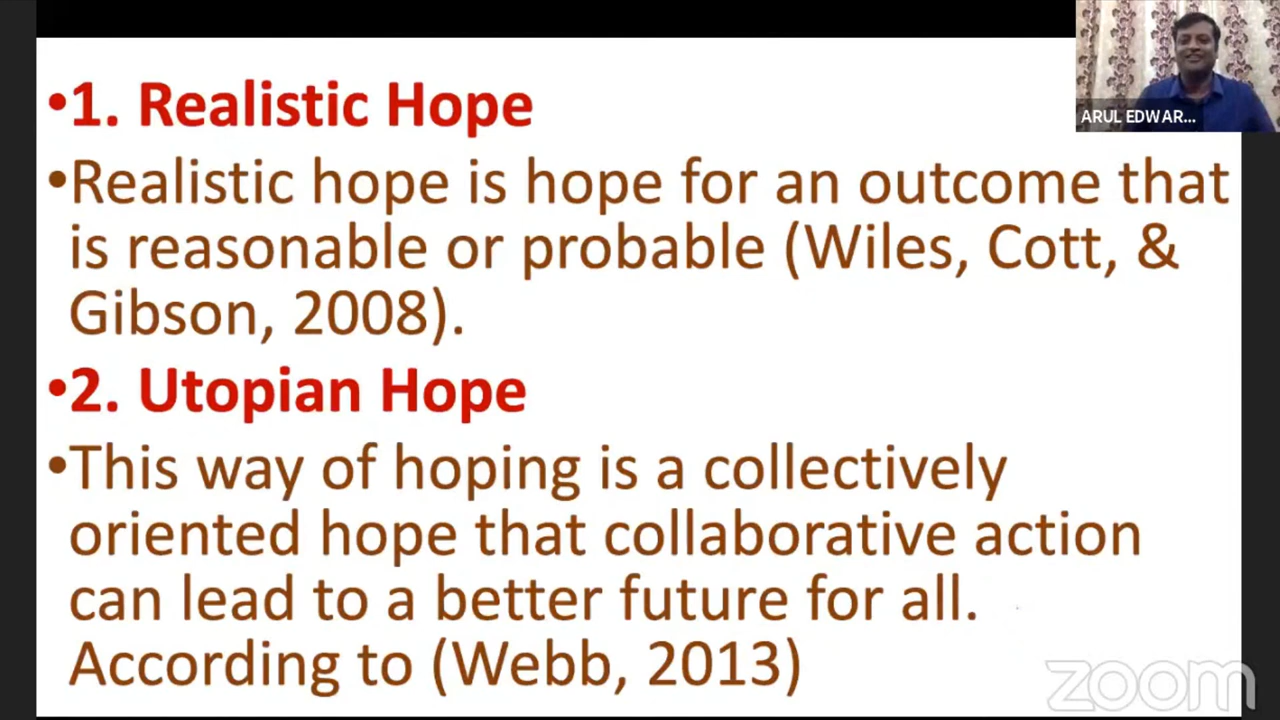 •1. Realistic Hope
•Realistic hope is hope for an outcome that
is reasonable or probable (Wiles, Cott, &
Gibson, 2008).
•2. Utopian Hope
•This way of hoping is a collectively
oriented hope that collaborative action
can lead to a better future for all.
According to (Webb, 2013)
ARUL EDWAR...
zoom